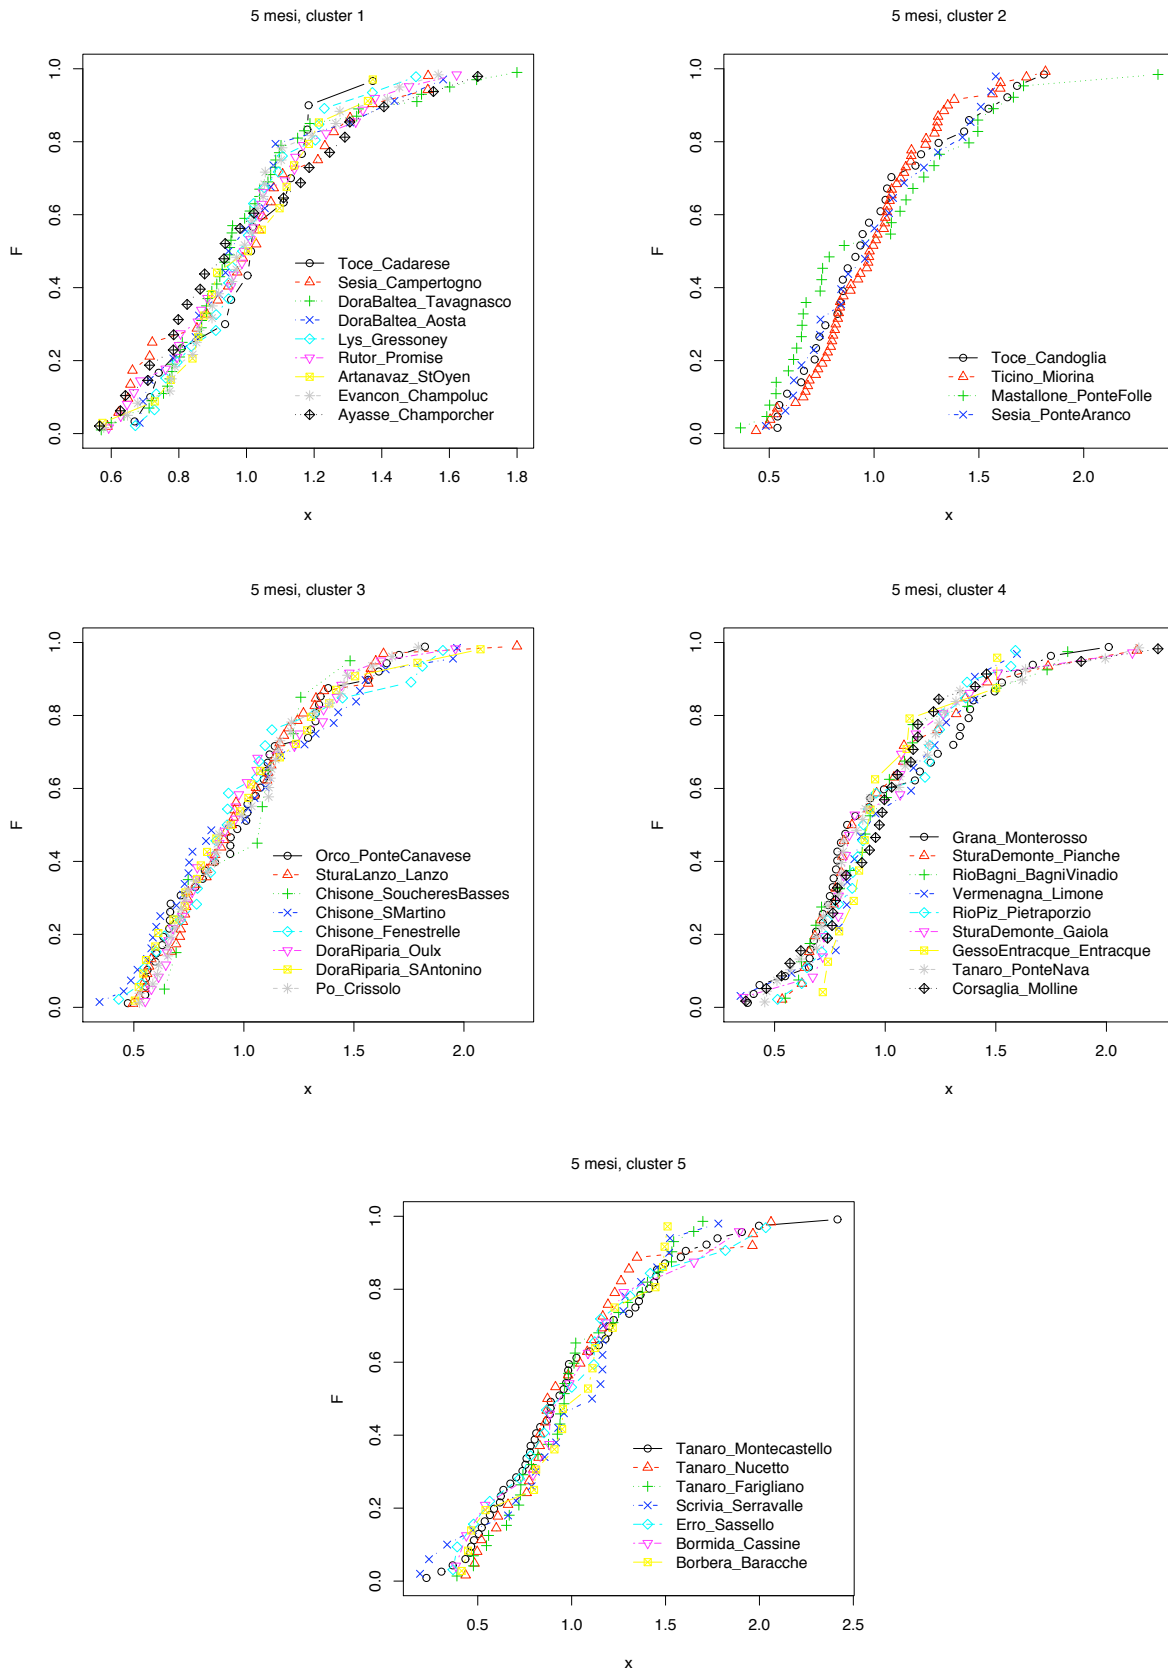 5 mesi, cluster 1
F
1.0
0.8
0.6
0.4
0.2
0.0
Toce_Cadarese
Sesia_Campertogno
DoraBaltea_Tavagnasco
DoraBaltea_Aosta
Lys_Gressoney
Rutor_Promise
Artanavaz_StOyen
Evancon_Champoluc
Ayasse_Champorcher
0.6 0.8 1.0 1.2 1.4 1.6 1.8
x
5 mesi, cluster 2
F
1.0
0.8
0.6
0.4
0.2
0.0
Toce_Candoglia
Ticino_Miorina
Mastallone_PonteFolle
Sesia_PonteAranco
0.5 1.0 1.5 2.0
x
5 mesi, cluster 3
F
1.0
0.8
0.6
0.4
0.2
0.0
Orco_PonteCanavese
SturaLanzo_Lanzo
Chisone_SoucheresBasses
Chisone_SMartino
Chisone_Fenestrelle
DoraRiparia_Oulx
DoraRiparia_SAntonino
Po_Crissolo
0.5 1.0 1.5 2.0
x
5 mesi, cluster 4
F
1.0
0.8
0.6
0.4
0.2
0.0
Grana_Monterosso
SturaDemonte_Pianche
RioBagni_BagniVinadio
Vermenagna_Limone
RioPiz_Pietraporzio
SturaDemonte_Gaiola
GessoEntracque_Entracque
Tanaro_PonteNava
Corsaglia_Molline
0.5 1.0 1.5 2.0
x
5 mesi, cluster 5
F
1.0
0.8
0.6
0.4
0.2
0.0
Tanaro_Montecastello
Tanaro_Nucetto
Tanaro_Farigliano
Scrivia_Serravalle
Erro_Sassello
Bormida_Cassine
Borbera_Baracche
0.5 1.0 1.5 2.0 2.5
x